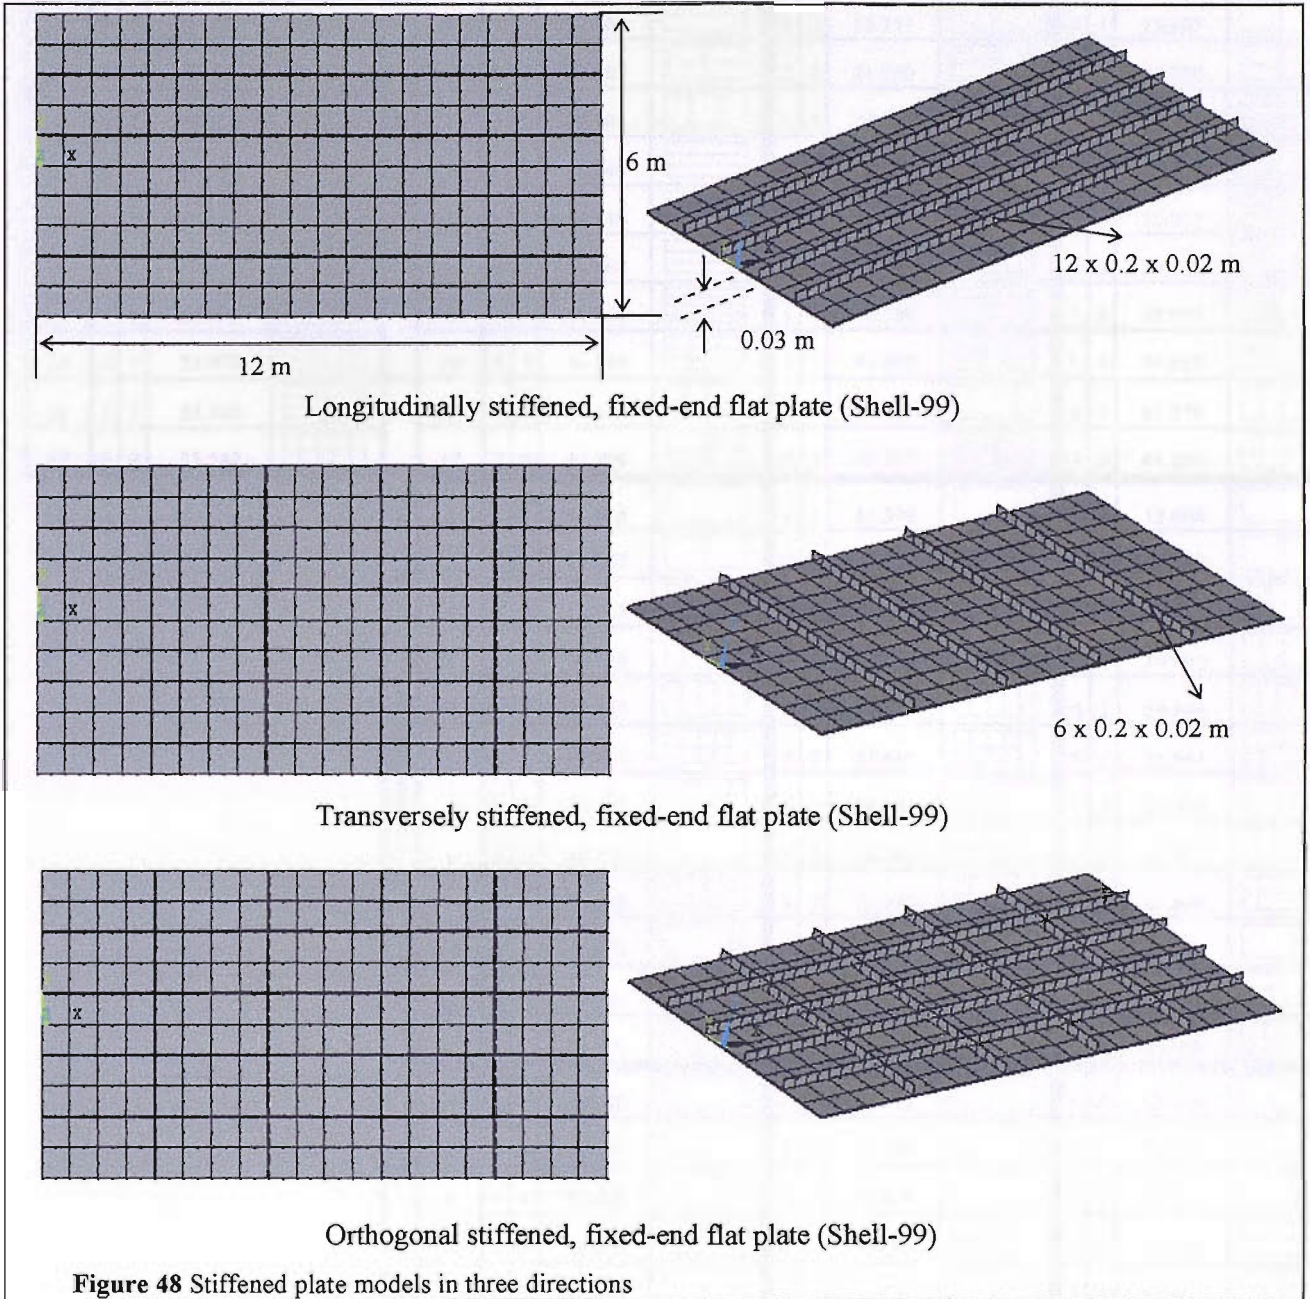 x
6 m
12 x 0.2 x 0.02 m
0.03 m
12 m
Longitudinally stiffened, fixed-end flat plate (Shell-99)
x
6 x 0.2 x 0.02 m
Transversely stiffened, fixed-end flat plate (Shell-99)
x
Orthogonal stiffened, fixed-end flat plate (Shell-99)
Figure 48 Stiffened plate models in three directions